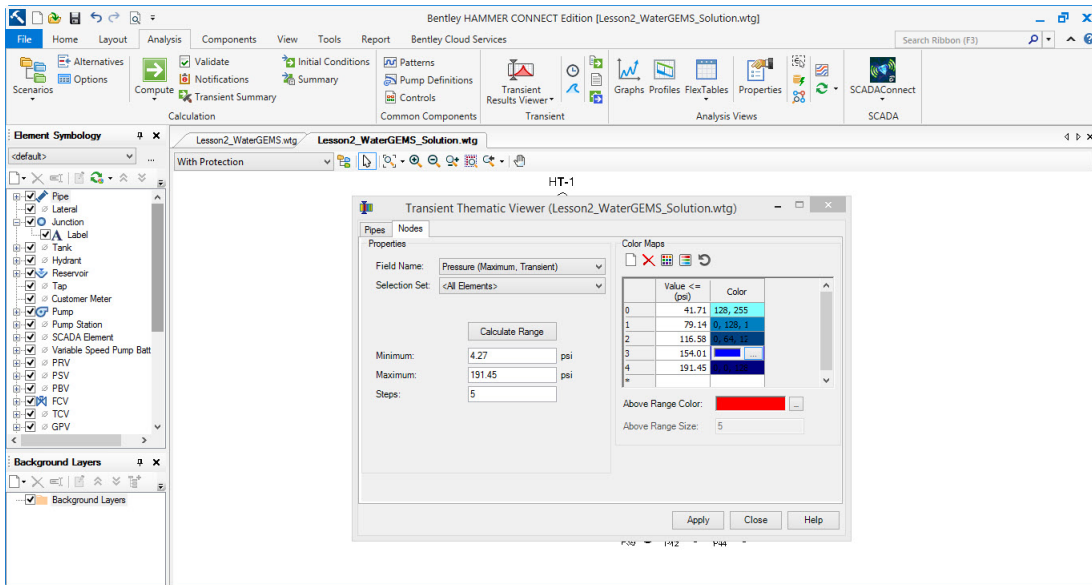 Bentley HAMMER CONNECT Edition [Lesson2_WaterGEMS_Solution.wtg]
File Home Layout Analysis Components View Tools Report Bentley Cloud Services Search Ribbon (F3)
Scenarios
Alternatives
Options
Compute
Validate
Notifications
Transient Summary
Initial Conditions
Summary
Calculation
Patterns
Pump Definitions
Controls
Common Components
Transient
Results Viewer
Transient
Graphs Profiles FlexTables Properties
Analysis Views
SCADAConnect
SCADA
Element Symbology
<default>
Pipe
Lateral
Junction
Label
Tank
Hydrant
Reservoir
Tap
Customer Meter
Pump
Pump Station
SCADA Element
Variable Speed Pump Batt
PRV
PSV
PBV
FCV
TCV
GPV
Background Layers
Background Layers
Lesson2_WaterGEMS.wtg Lesson2_WaterGEMS_Solution.wtg
With Protection
HT-1
Transient Thematic Viewer (Lesson2_WaterGEMS_Solution.wtg)
Pipes Nodes
Properties
Field Name: Pressure (Maximum, Transient)
Selection Set: <All Elements>
Calculate Range
Minimum: 4.27 psi
Maximum: 191.45 psi
Steps: 5
Color Maps
Value <=
(psi)
Color
0 41.71 128, 255
1 79.14 0, 128, 1
2 116.58 0, 64, 12
3 154.01 ...
4 191.45
*
Above Range Color: ...
Above Range Size: 5
Apply Close Help